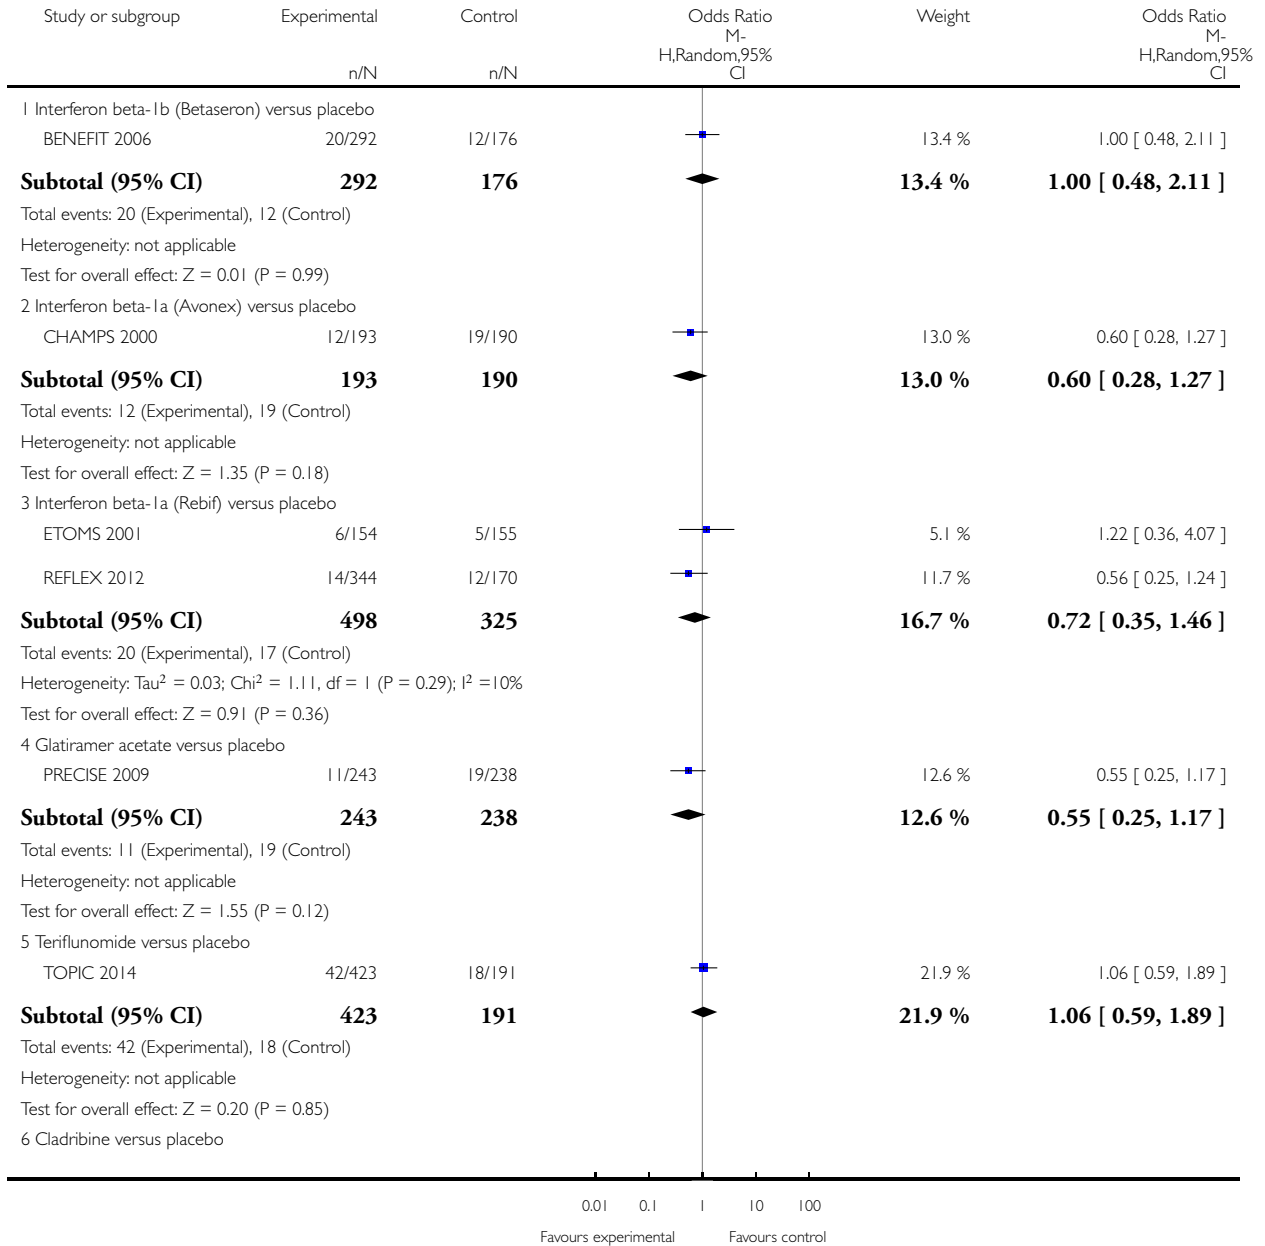 Study or subgroup Experimental Control Odds Ratio Weight Odds Ratio
M- M-
H,Random,95% H,Random,95%
n/N n/N CI CI
1 Interferon beta-1b (Betaseron) versus placebo
BENEFIT 2006 20/292 12/176 13.4 % 1.00 [ 0.48, 2.11 ]
Subtotal (95% CI) 292 176 13.4 % 1.00 [ 0.48, 2.11 ]
Total events: 20 (Experimental), 12 (Control)
Heterogeneity: not applicable
Test for overall effect: Z = 0.01 (P = 0.99)
2 Interferon beta-1a (Avonex) versus placebo
CHAMPS 2000 12/193 19/190 13.0 % 0.60 [ 0.28, 1.27 ]
Subtotal (95% CI) 193 190 13.0 % 0.60 [ 0.28, 1.27 ]
Total events: 12 (Experimental), 19 (Control)
Heterogeneity: not applicable
Test for overall effect: Z = 1.35 (P = 0.18)
3 Interferon beta-1a (Rebif) versus placebo
ETOMS 2001 6/154 5/155 5.1 % 1.22 [ 0.36, 4.07 ]
REFLEX 2012 14/344 12/170 11.7 % 0.56 [ 0.25, 1.24 ]
Subtotal (95% CI) 498 325 16.7 % 0.72 [ 0.35, 1.46 ]
Total events: 20 (Experimental), 17 (Control)
Heterogeneity: Tau² = 0.03; Chi² = 1.11, df = 1 (P = 0.29); I² =10%
Test for overall effect: Z = 0.91 (P = 0.36)
4 Glatiramer acetate versus placebo
PRECISE 2009 11/243 19/238 12.6 % 0.55 [ 0.25, 1.17 ]
Subtotal (95% CI) 243 238 12.6 % 0.55 [ 0.25, 1.17 ]
Total events: 11 (Experimental), 19 (Control)
Heterogeneity: not applicable
Test for overall effect: Z = 1.55 (P = 0.12)
5 Teriflunomide versus placebo
TOPIC 2014 42/423 18/191 21.9 % 1.06 [ 0.59, 1.89 ]
Subtotal (95% CI) 423 191 21.9 % 1.06 [ 0.59, 1.89 ]
Total events: 42 (Experimental), 18 (Control)
Heterogeneity: not applicable
Test for overall effect: Z = 0.20 (P = 0.85)
6 Cladribine versus placebo
0.01 0.1 1 10 100
Favours experimental Favours control